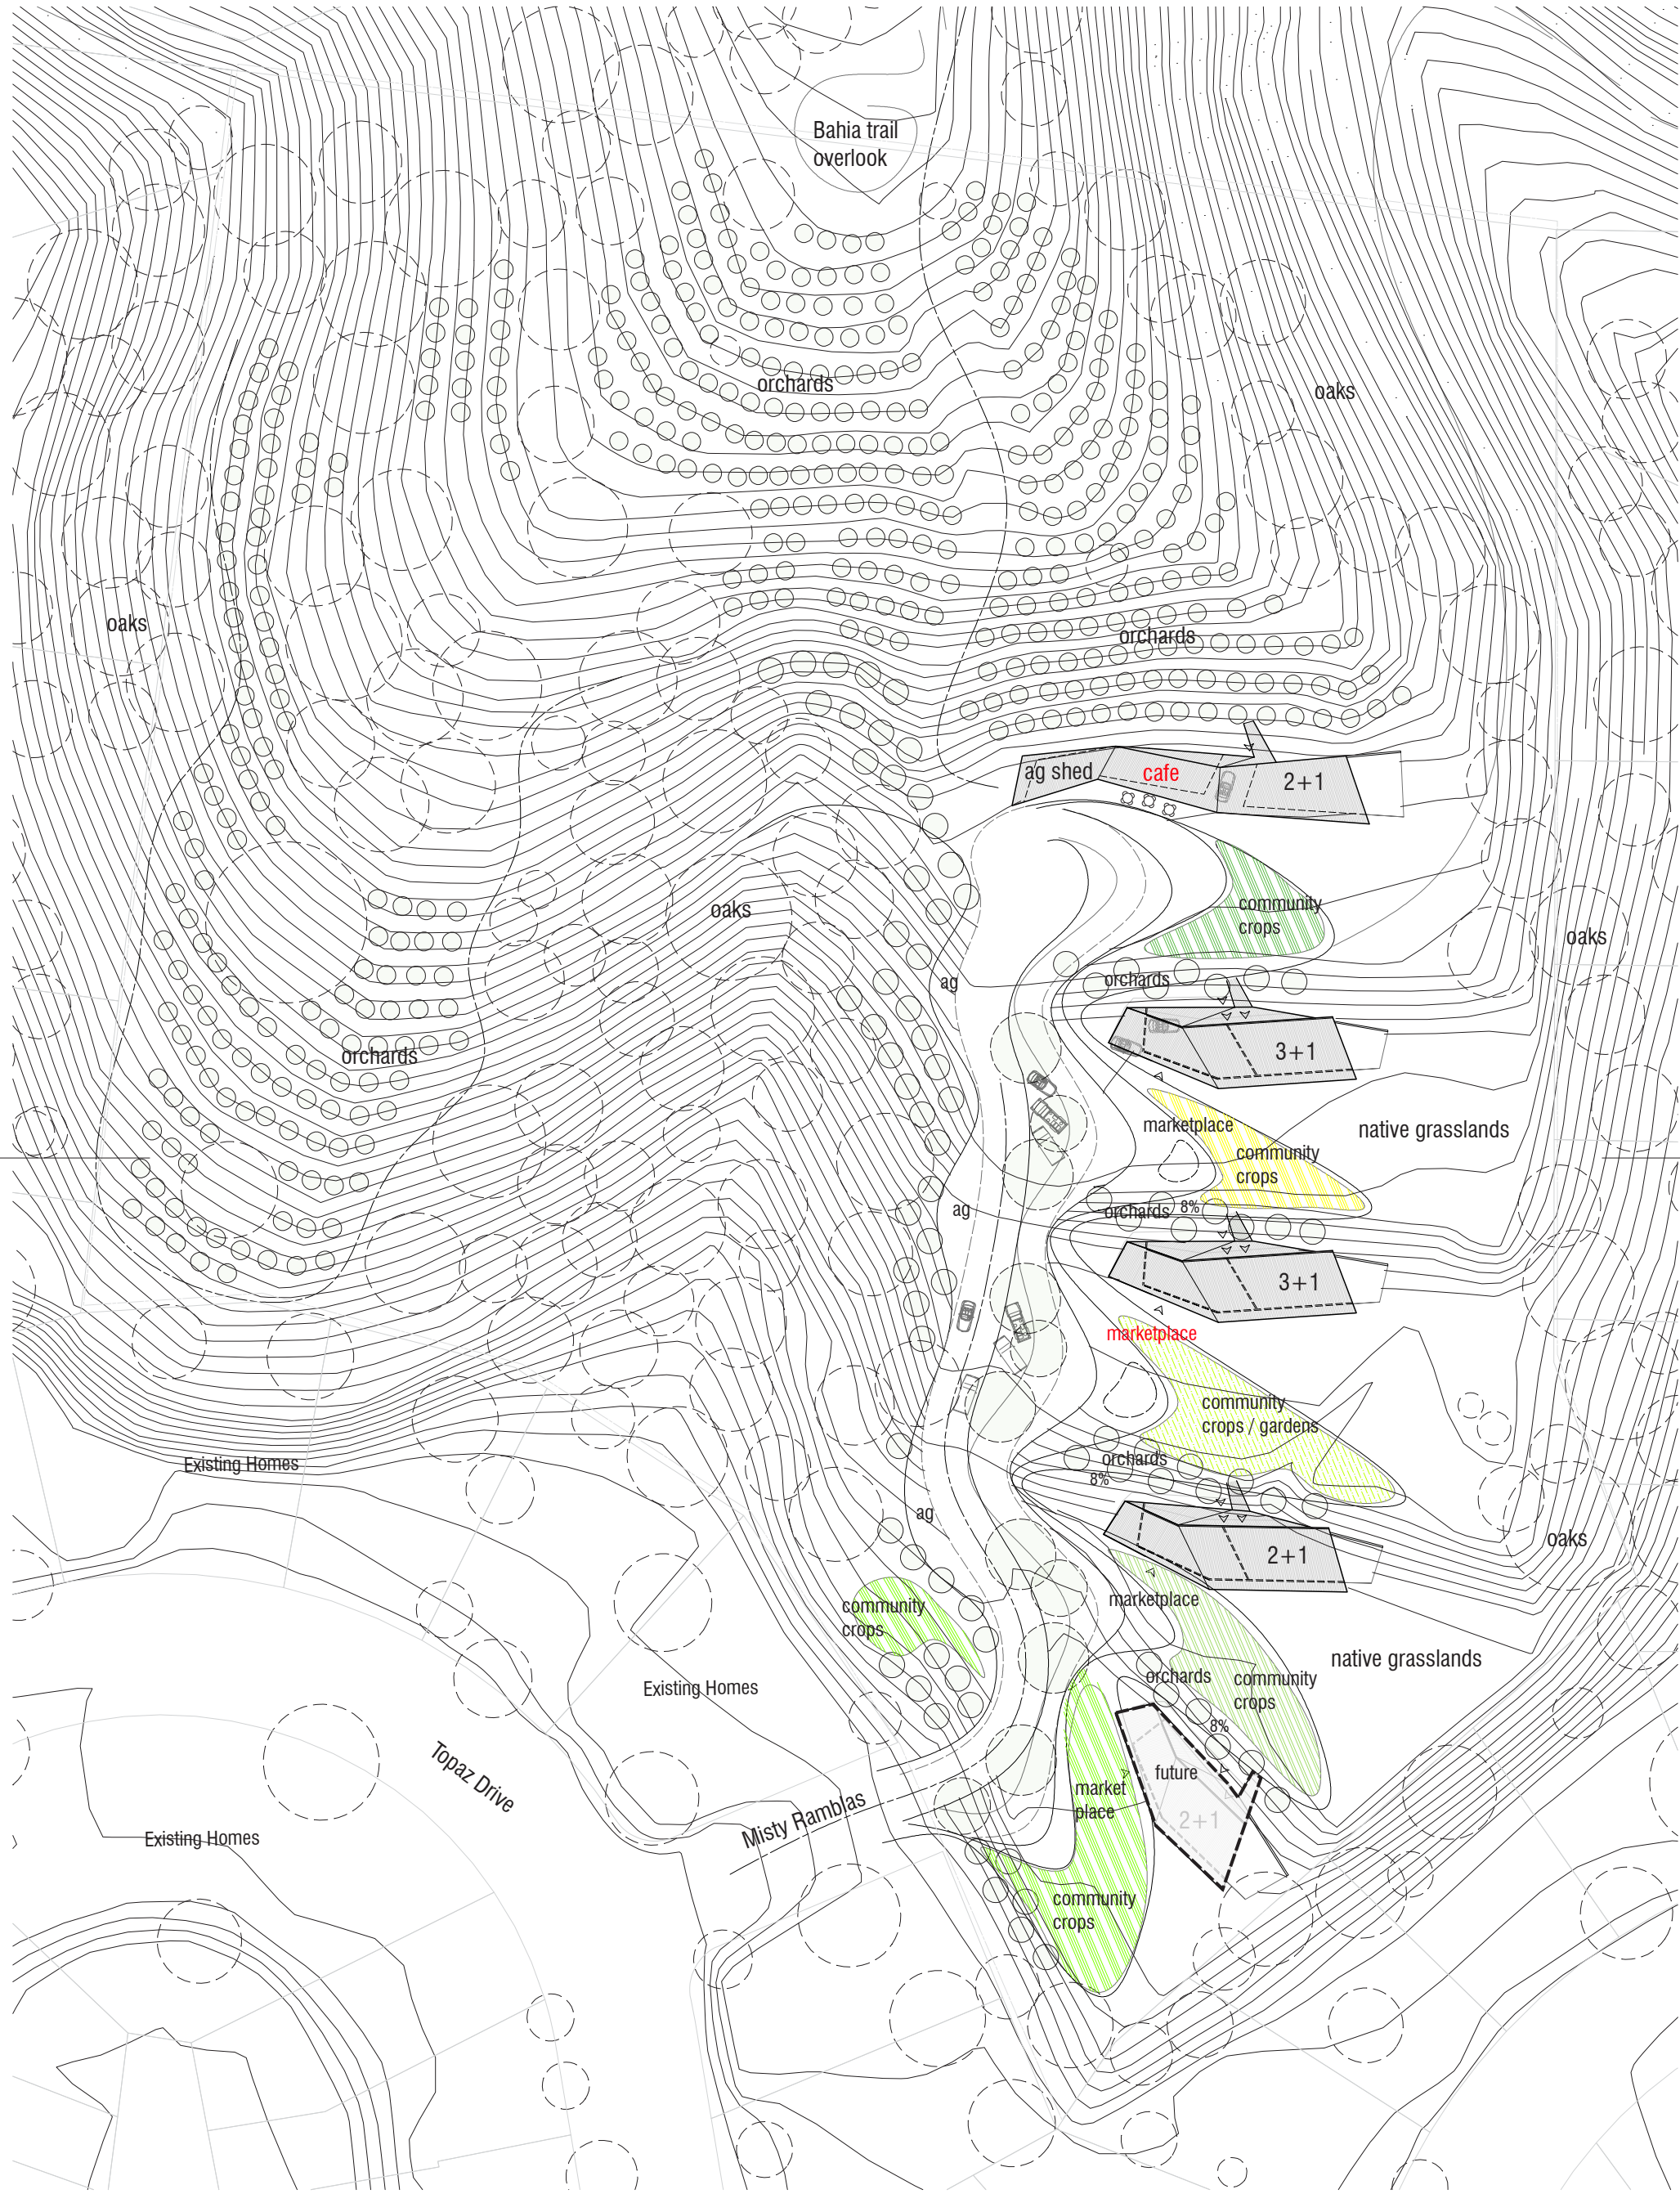 Bahia trail
overlook
orchards
oaks
oaks
orchards
ag shed
cafe
2+1
community
crops
oaks
oaks
ag
orchards
orchards
3+1
marketplace
native grasslands
community
crops
orchards
8%
ag
3+1
marketplace
community
crops / gardens
orchards
8%
Existing Homes
ag
oaks
2+1
marketplace
community
crops
native grasslands
orchards
community
crops
Existing Homes
8%
Topaz Drive
future
market
place
2+1
Misty Ramblas
Existing Homes
community
crops